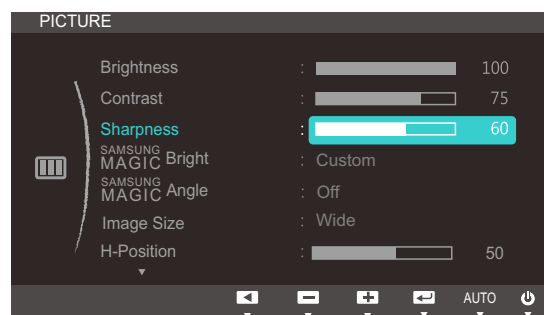 PICTURE
Brightness : 100
Contrast : 75
Sharpness : 60
SAMSUNG MAGIC Bright : Custom
SAMSUNG MAGIC Angle : Off
Image Size : Wide
H-Position : 50
AUTO